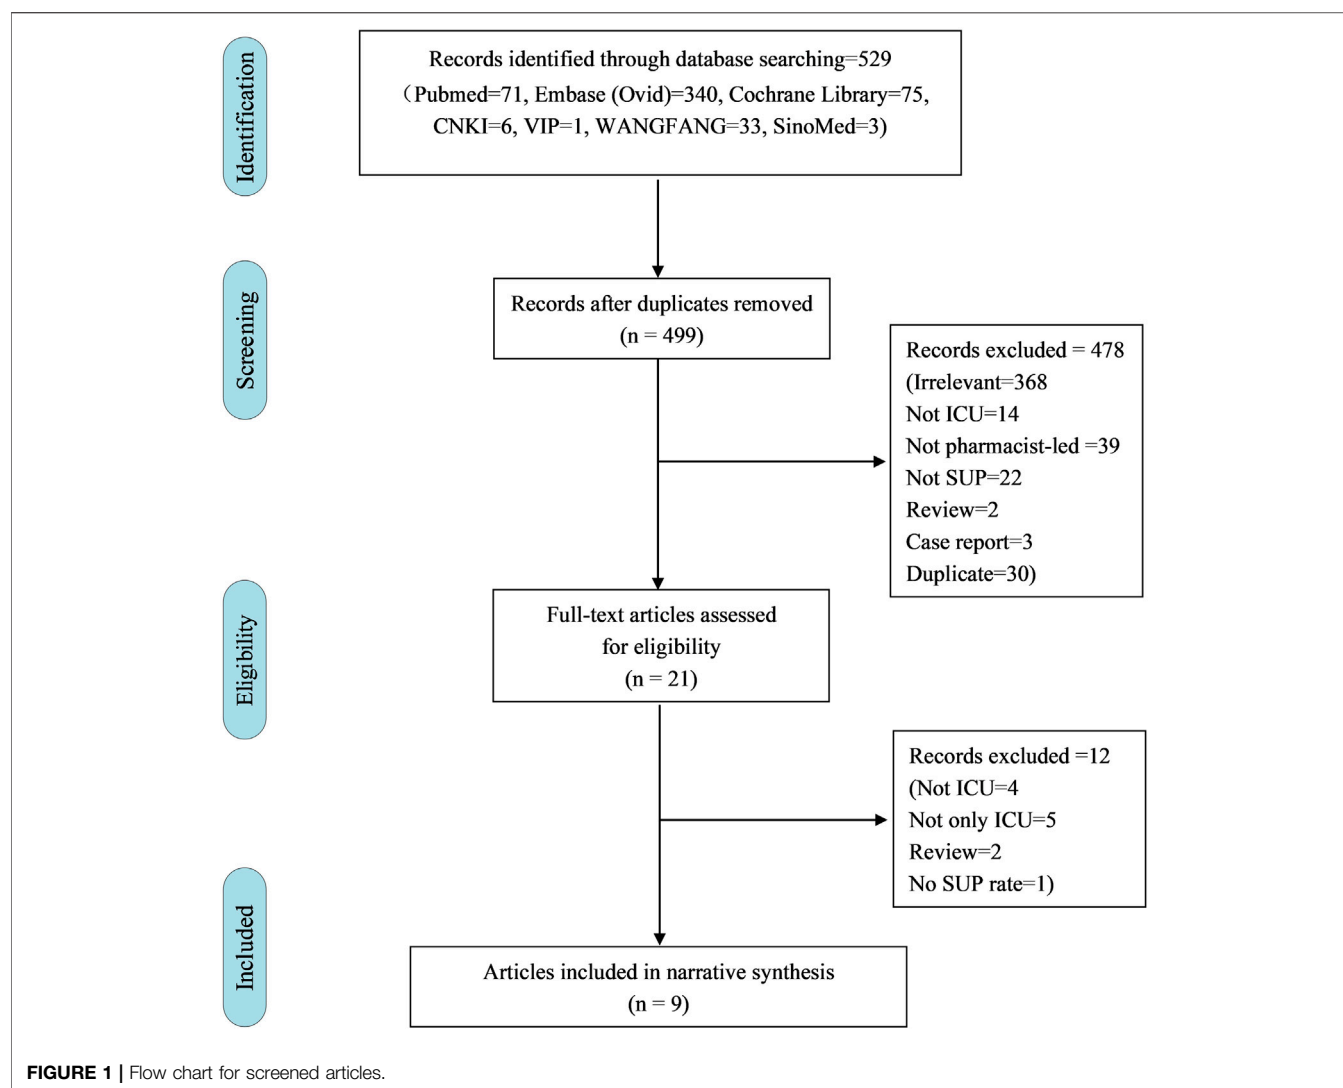 Identification
Records identified through database searching=529
（Pubmed=71, Embase (Ovid)=340, Cochrane Library=75,
CNKI=6, VIP=1, WANGFANG=33, SinoMed=3)
Screening
Records after duplicates removed
(n = 499)
Records excluded = 478
(Irrelevant=368
Not ICU=14
Not pharmacist-led =39
Not SUP=22
Review=2
Case report=3
Duplicate=30)
Eligibility
Full-text articles assessed
for eligibility
(n = 21)
Records excluded =12
(Not ICU=4
Not only ICU=5
Review=2
No SUP rate=1)
Included
Articles included in narrative synthesis
(n = 9)
FIGURE 1 | Flow chart for screened articles.